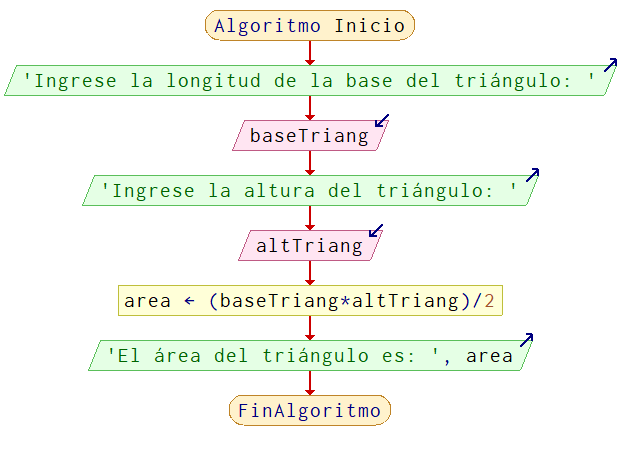 Algoritmo Inicio
'Ingrese la longitud de la base del triángulo: '
baseTriang
'Ingrese la altura del triángulo: '
altTriang
area ← (baseTriang*altTriang)/2
'El área del triángulo es: ', area
FinAlgoritmo